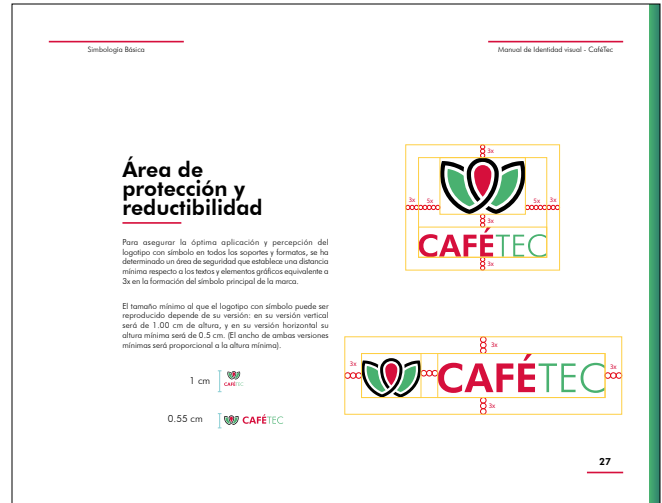 Simbología Básica
Manual de Identidad visual - CaféTec
Área de
protección y
reductibilidad
Para asegurar la óptima aplicación y percepción del
logotipo con símbolo en todos los soportes y formatos, se ha
determinado un área de seguridad que establece una distancia
mínima respecto a los textos y elementos gráficos equivalente a
3x en la formación del símbolo principal de la marca.
El tamaño mínimo al que el logotipo con símbolo puede ser
reproducido depende de su versión: en su versión vertical
será de 1.00 cm de altura, y en su versión horizontal su
altura mínima será de 0.5 cm. (El ancho de ambas versiones
mínimas será proporcional a la altura mínima).
1 cm
CAFÉTEC
0.55 cm
CAFÉTEC
3x
3x 5x 5x 3x
3x
CAFÉTEC
3x
3x
3x 3x
CAFÉTEC
3x
27